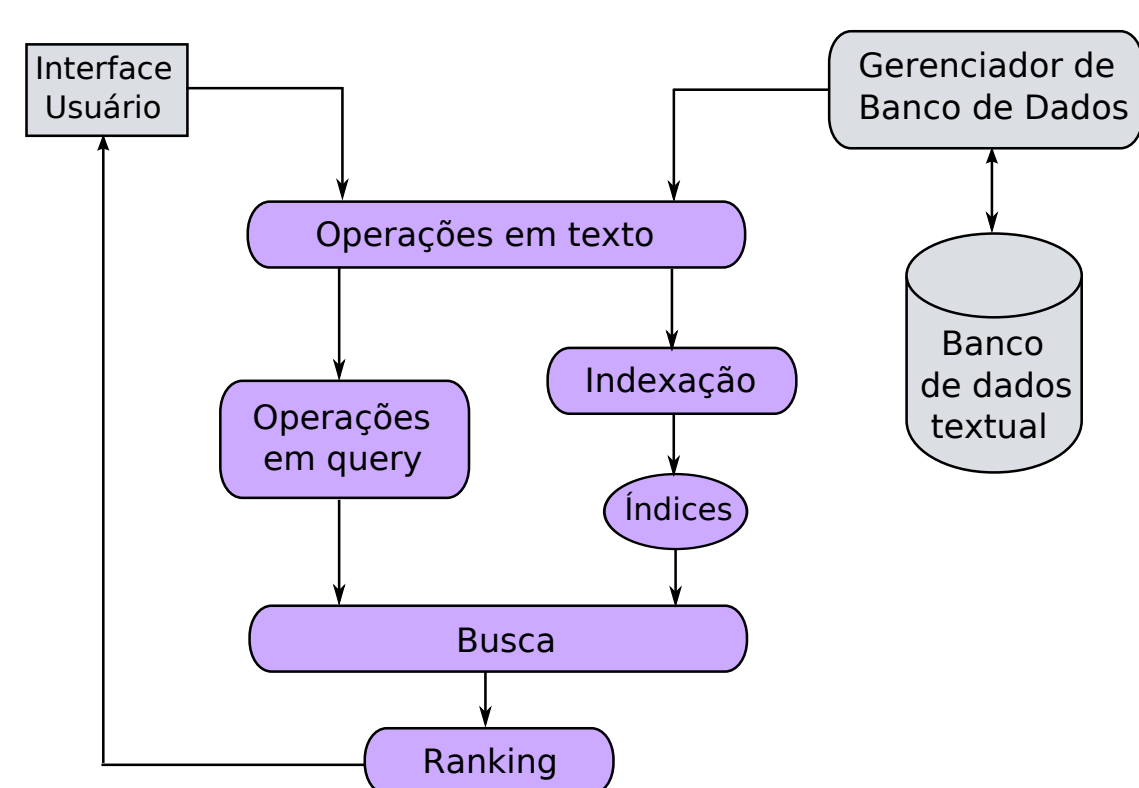 Interface
Usuário
Gerenciador de
Banco de Dados
Operações em texto
Banco
de dados
textual
Indexação
Operações
em query
Índices
Busca
Ranking